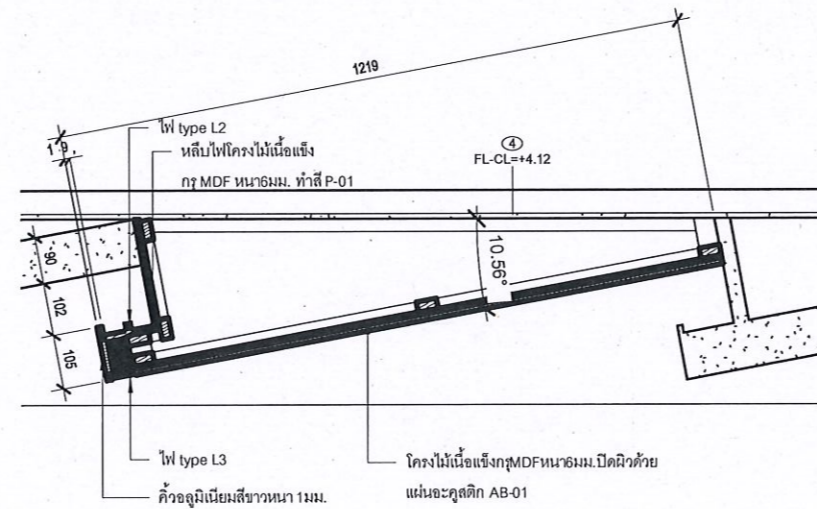 1219
19
ไฟ type L2
หลืบไฟโครงไม้เนื้อแข็ง
กรุ MDF หนา6มม. ทำสี P-01
4
FL-CL=+4.12
10.56°
90
102
105
ไฟ type L3
คิ้วอลูมิเนียมสีขาวหนา 1มม.
โครงไม้เนื้อแข็งกรุMDFหนา6มม.ปิดผิวด้วย
แผ่นอะคูสติก AB-01